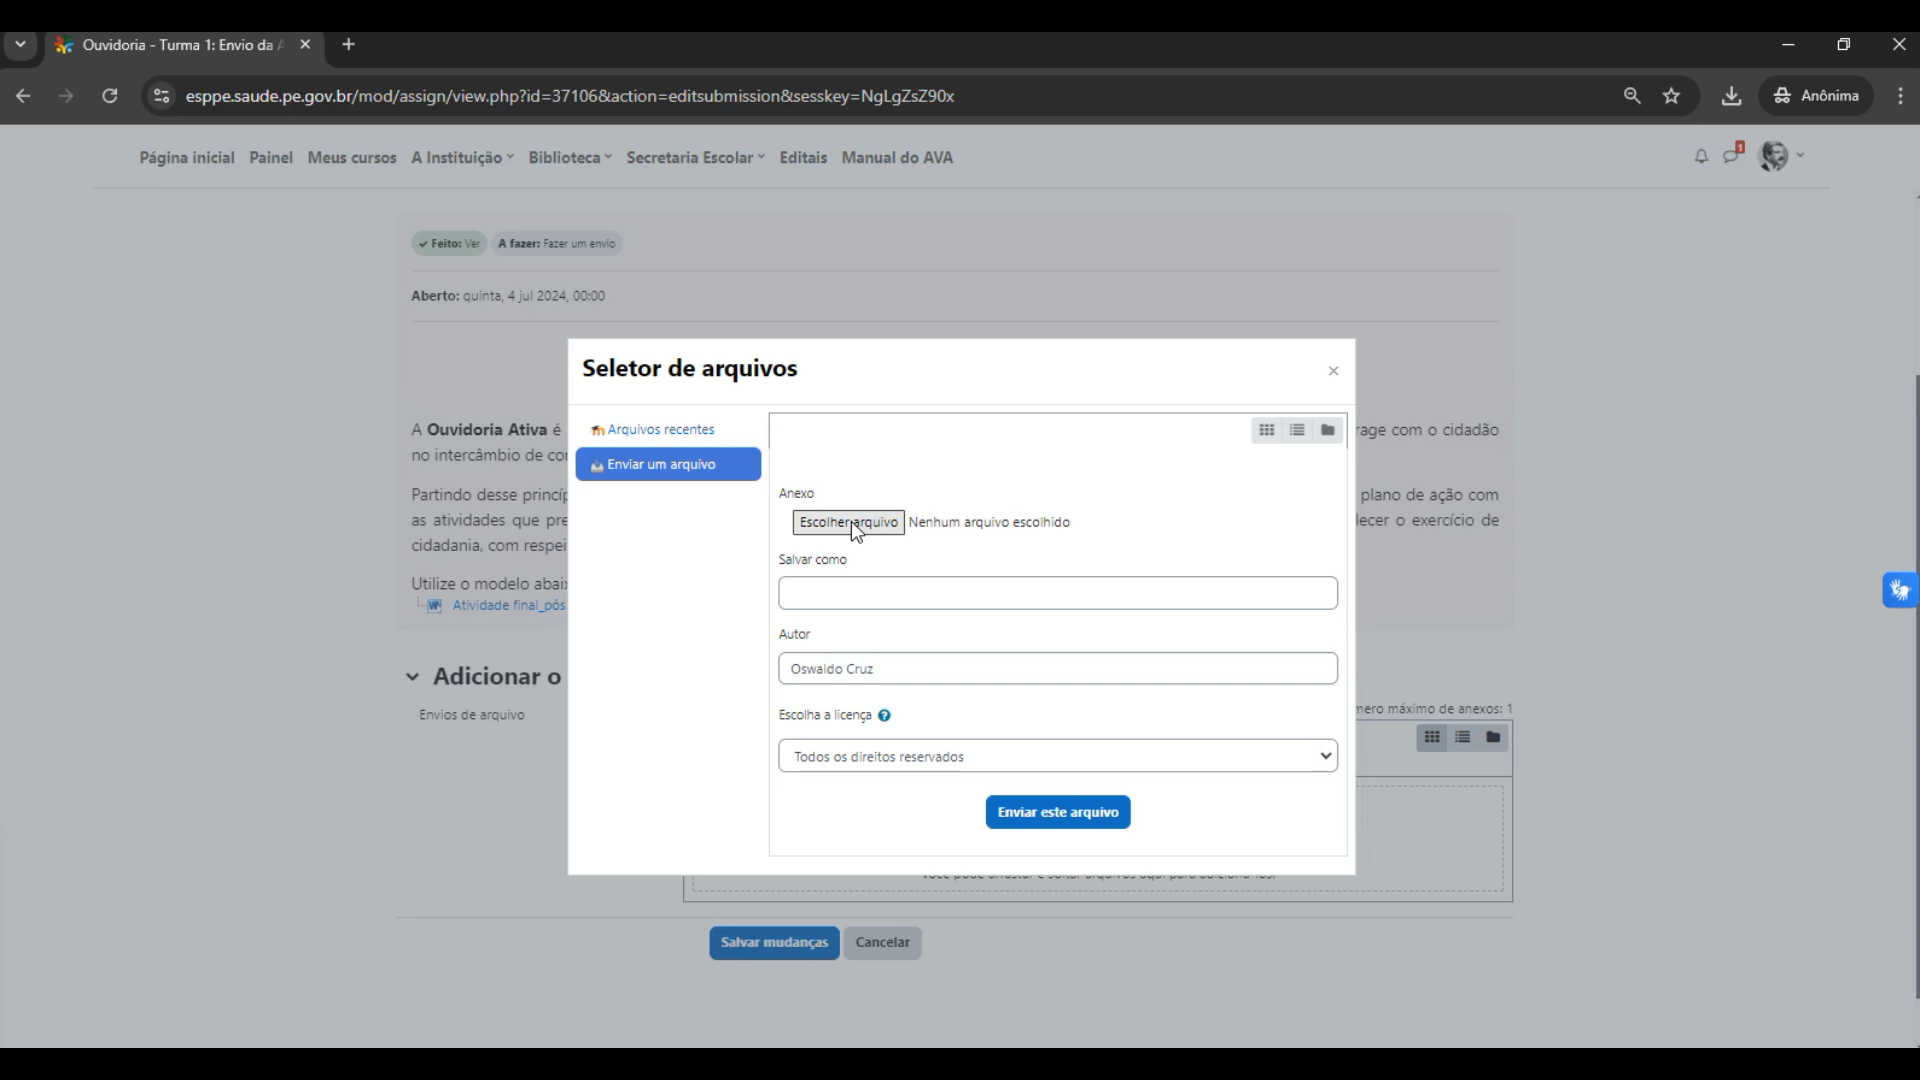 Ouvidoria - Turma 1: Envio da A
esppe.saude.pe.gov.br/mod/assign/view.php?id=37106&action=editsubmission&sesskey=NgLgZsZ90x
Anônima
Página inicial Painel Meus cursos A Instituição Biblioteca Secretaria Escolar Editais Manual do AVA
1
Feito: Ver A fazer: Fazer um envio
Aberto: quinta, 4 jul 2024, 00:00
Seletor de arquivos
Arquivos recentes
Enviar um arquivo
Anexo
Escolher arquivo Nenhum arquivo escolhido
Salvar como
Autor
Oswaldo Cruz
Escolha a licença
Todos os direitos reservados
Enviar este arquivo
A Ouvidoria Ativa é rage com o cidadão
no intercâmbio de co
Partindo desse princíp plano de ação com
as atividades que pre lecer o exercício de
cidadania, com respei
Utilize o modelo abai
Atividade final_pós
Adicionar o
Envios de arquivo mero máximo de anexos: 1
Salvar mudanças Cancelar